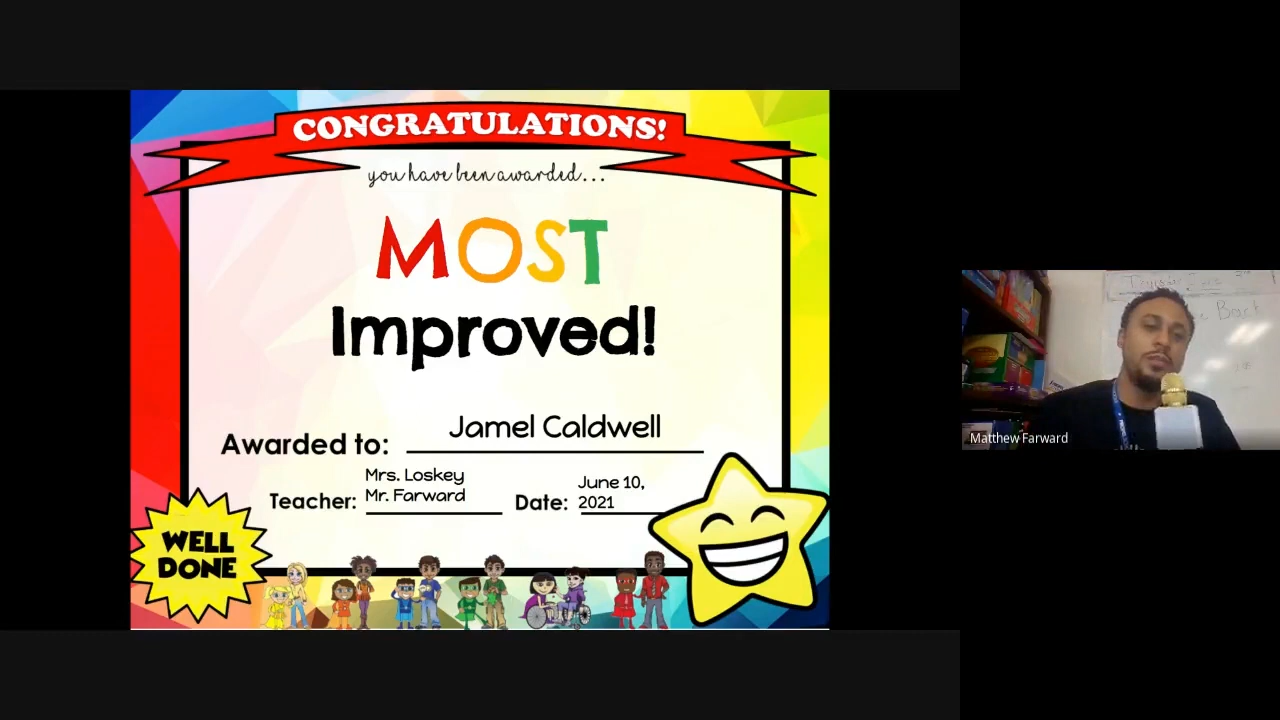 CONGRATULATIONS!
you have been awarded...
MOST
Improved!
Awarded to: Jamel Caldwell
Teacher: Mrs. Loskey
Mr. Farward
Date: June 10,
2021
WELL
DONE
Matthew Farward